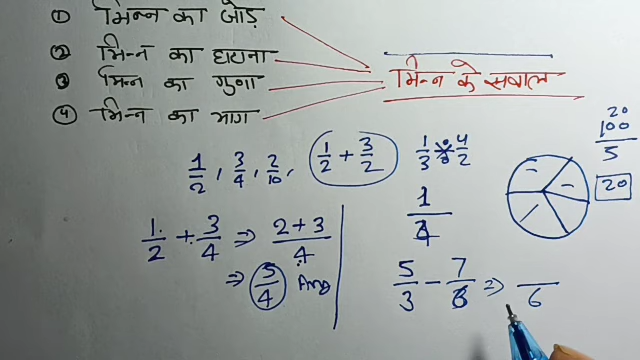 ① भिन्न का जोड़
② भिन्न का घटाना
③ भिन्न का गुणा
④ भिन्न का भाग
भिन्न के सवाल
1/2 , 3/4 , 2/10 , 1/2 + 3/2
1/3 4/2
20
100/5
20
1/2 + 3/4 ⇒ 2+3/4
⇒ 5/4 Ans
5/3 - 7/6 ⇒ /6